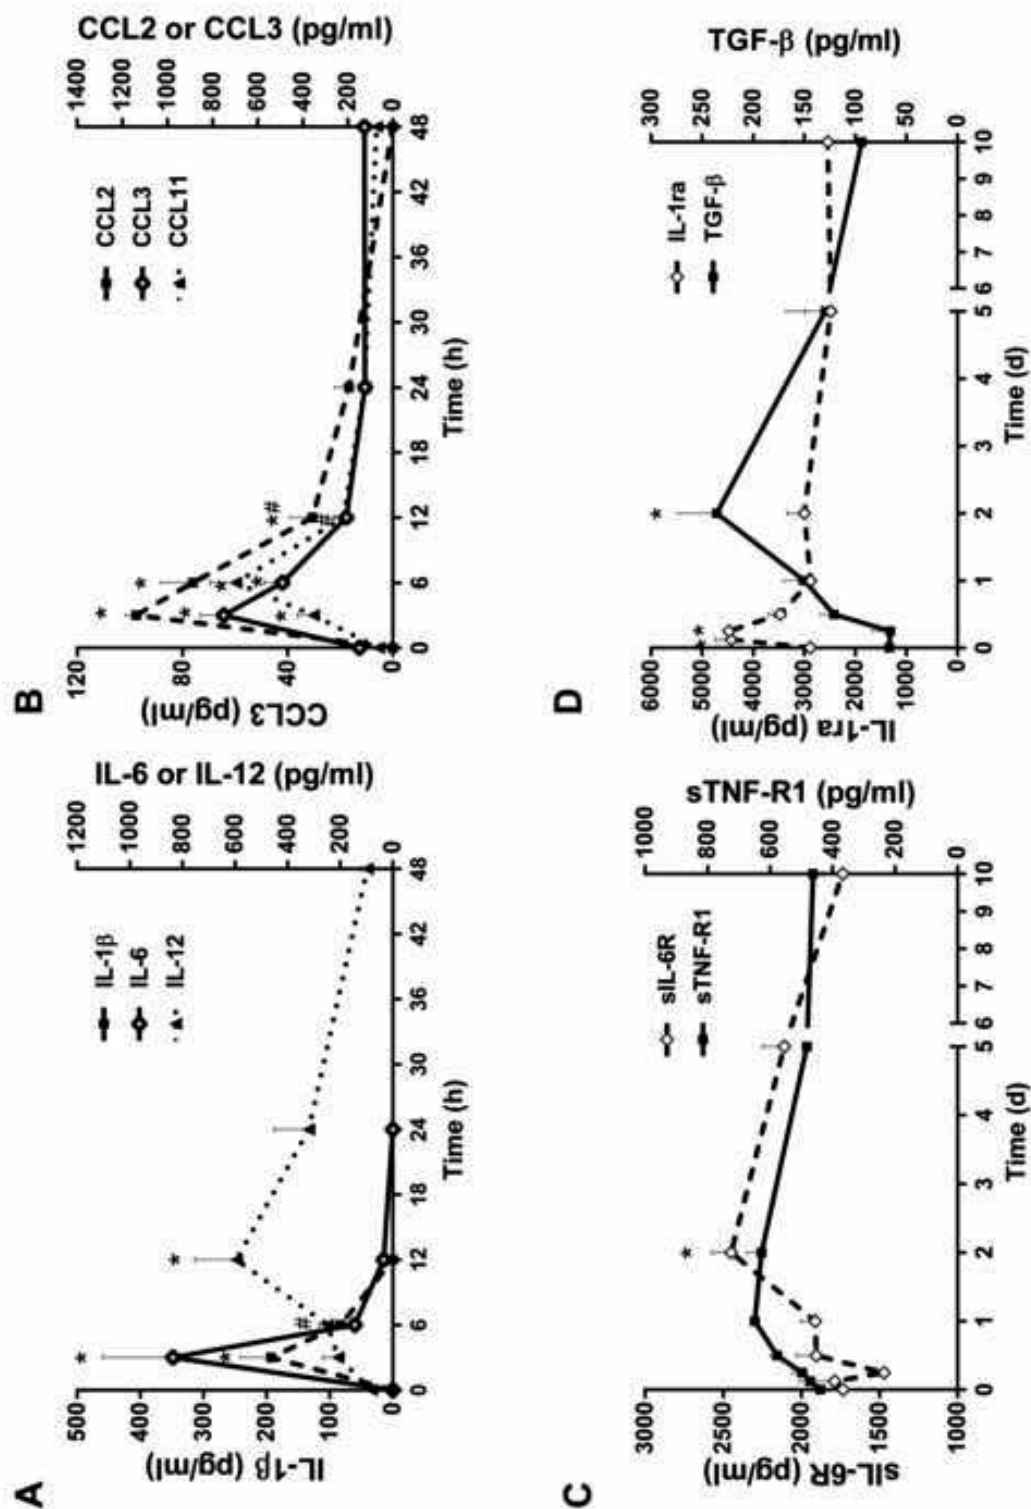 A
IL-1β (pg/ml)
500
400
300
200
100
0
IL-6 or IL-12 (pg/ml)
1200
1000
800
600
400
200
0
IL-1β
IL-6
IL-12
*
*
#
*
0 6 12 18 24 30 36 42 48
Time (h)
B
CCL3 (pg/ml)
120
80
40
0
CCL2 or CCL3 (pg/ml)
1400
1200
1000
800
600
400
200
0
CCL2
CCL3
CCL11
*
*
*
*
*
*
*#
#
0 6 12 18 24 30 36 42 48
Time (h)
C
sIL-6R (pg/ml)
3000
2500
2000
1500
1000
sTNF-R1 (pg/ml)
1000
800
600
400
200
0
sIL-6R
sTNF-R1
*
0 1 2 3 4 5 6 7 8 9 10
Time (d)
D
IL-1ra (pg/ml)
6000
5000
4000
3000
2000
1000
0
TGF-β (pg/ml)
300
250
200
150
100
50
0
IL-1ra
TGF-β
*
*
*
0 1 2 3 4 5 6 7 8 9 10
Time (d)